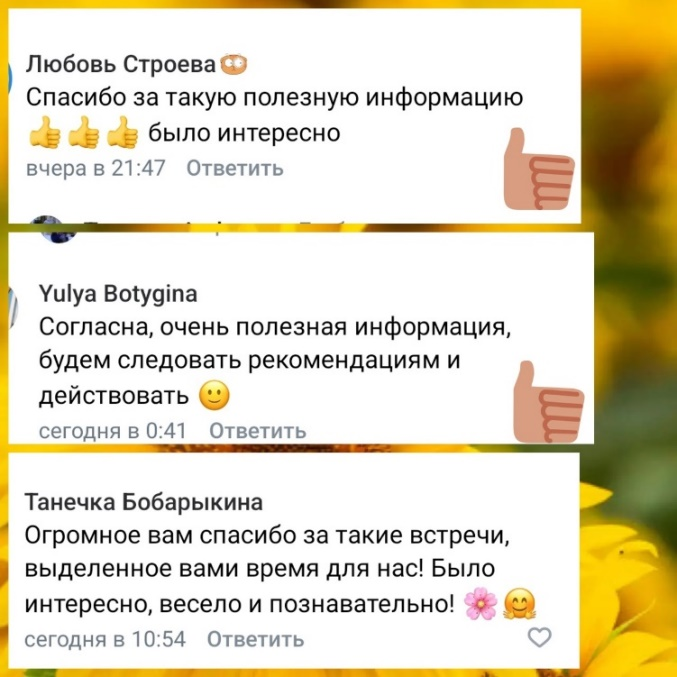 Любовь Строева
Спасибо за такую полезную информацию
👍👍👍 было интересно
вчера в 21:47 Ответить
Yulya Botygina
Согласна, очень полезная информация,
будем следовать рекомендациям и
действовать 🙂
сегодня в 0:41 Ответить
Танечка Бобарыкина
Огромное вам спасибо за такие встречи,
выделенное вами время для нас! Было
интересно, весело и познавательно! 🌸🤗
сегодня в 10:54 Ответить